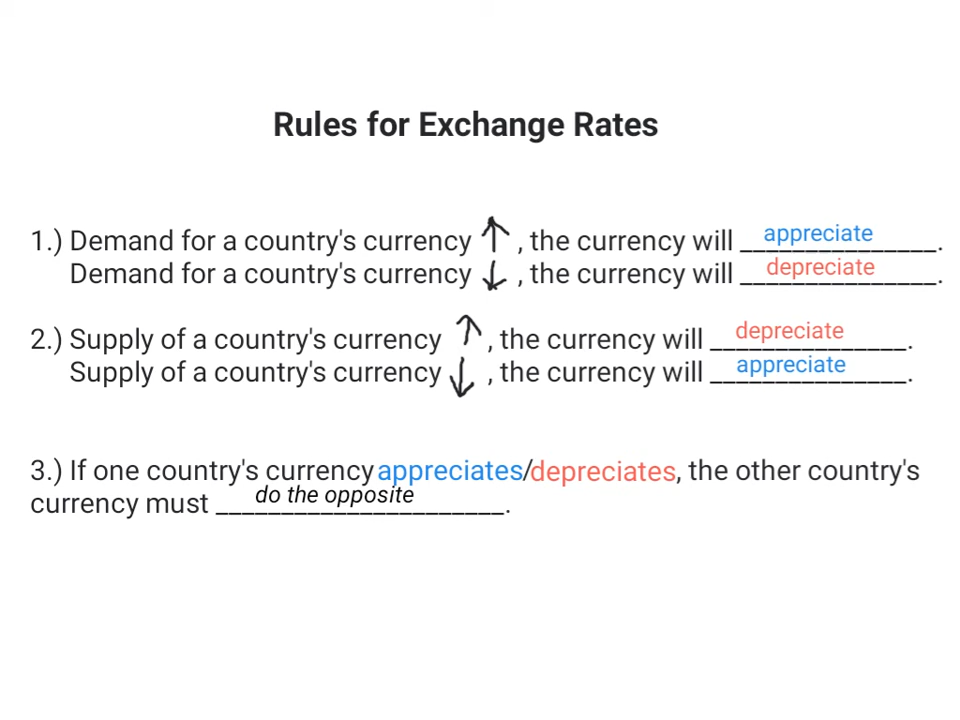 Rules for Exchange Rates
1.) Demand for a country's currency ↑, the currency will appreciate.
Demand for a country's currency ↓, the currency will depreciate.
2.) Supply of a country's currency ↑, the currency will depreciate.
Supply of a country's currency ↓, the currency will appreciate.
3.) If one country's currency appreciates/depreciates, the other country's
currency must do the opposite.